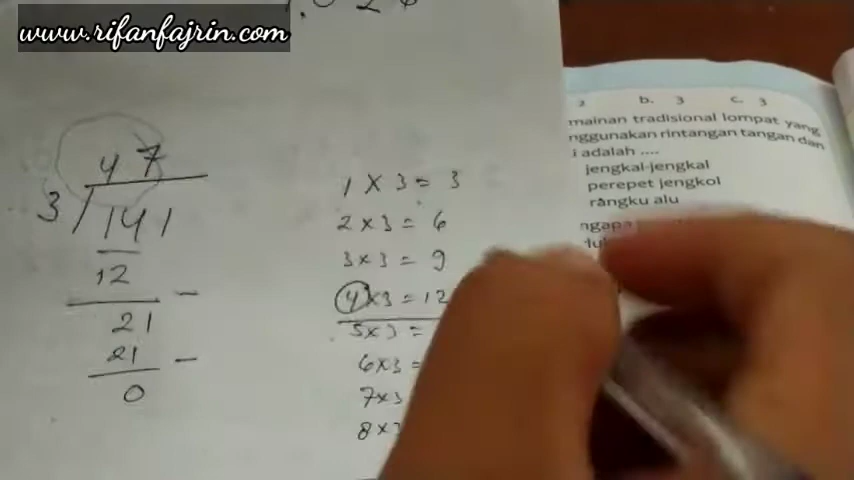 www.rifanfajrin.com
47
3 141
12
21
21
0
1 X 3 = 3
2 x 3 = 6
3 x 3 = 9
4 x 3 = 12
5 x 3 =
6 x 3 =
7 x 3
8 x 3
b. 3 c. 3
mainan tradisional lompat yang
nggunakan rintangan tangan dan
i adalah ....
jengkal-jengkal
perepet jengkol
rangku alu
ngapa